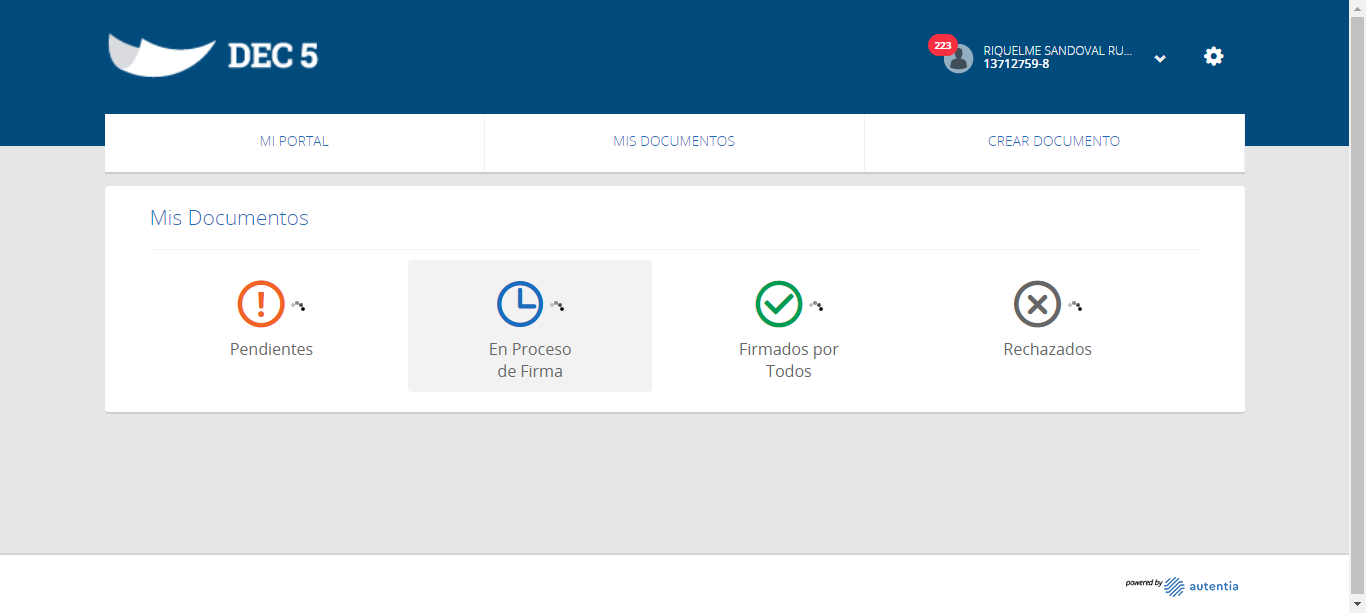 DEC 5
223
RIQUELME SANDOVAL RU...
13712759-8
MI PORTAL
MIS DOCUMENTOS
CREAR DOCUMENTO
Mis Documentos
Pendientes
En Proceso
de Firma
Firmados por
Todos
Rechazados
powered by
autentia